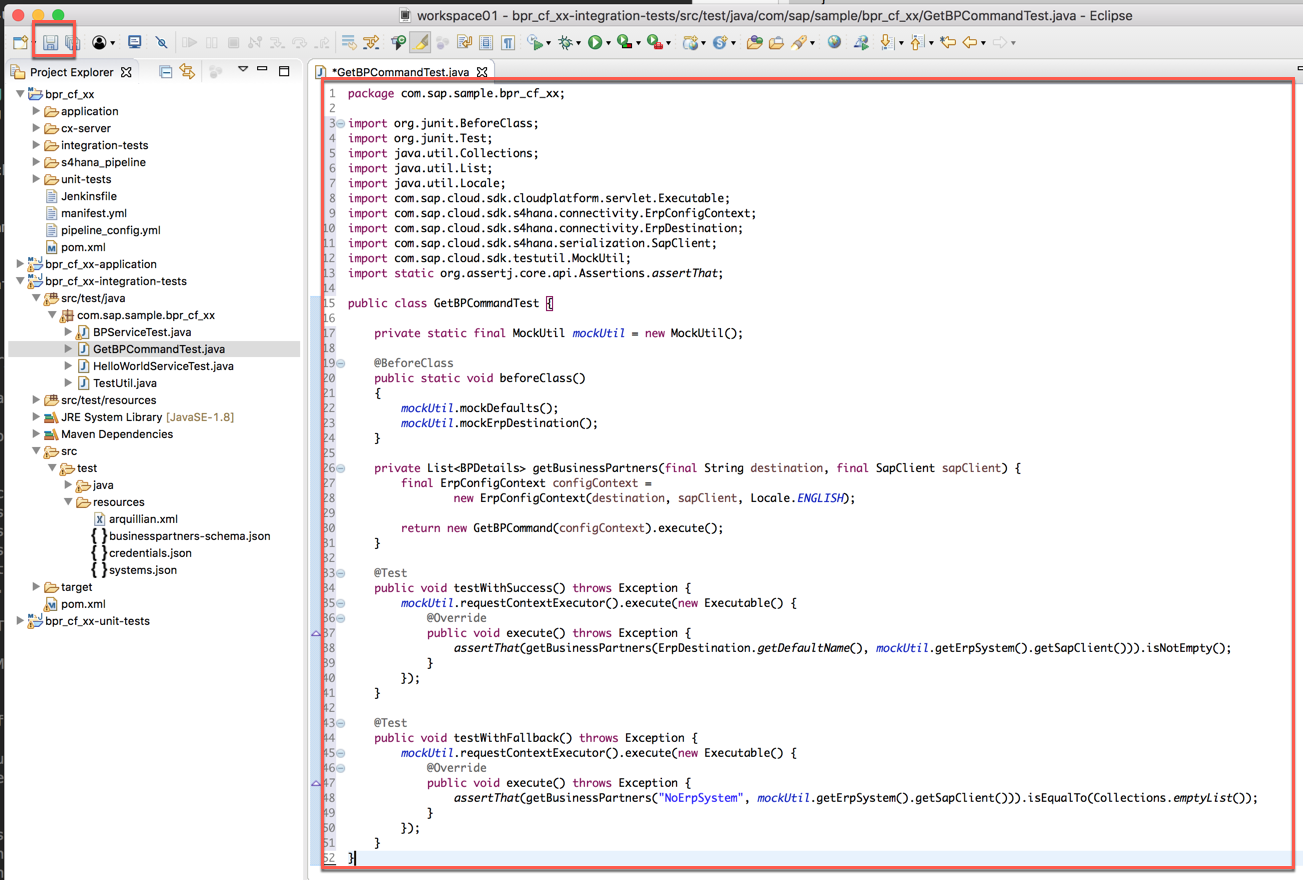 workspace01 - bpr_cf_xx-integration-tests/src/test/java/com/sap/sample/bpr_cf_xx/GetBPCommandTest.java - Eclipse
Project Explorer
bpr_cf_xx
application
cx-server
integration-tests
s4hana_pipeline
unit-tests
Jenkinsfile
manifest.yml
pipeline_config.yml
pom.xml
bpr_cf_xx-application
bpr_cf_xx-integration-tests
src/test/java
com.sap.sample.bpr_cf_xx
BPServiceTest.java
GetBPCommandTest.java
HelloWorldServiceTest.java
TestUtil.java
src/test/resources
JRE System Library [JavaSE-1.8]
Maven Dependencies
src
test
java
resources
arquillian.xml
businesspartners-schema.json
credentials.json
systems.json
target
pom.xml
bpr_cf_xx-unit-tests
*GetBPCommandTest.java
1 package com.sap.sample.bpr_cf_xx;
2
3 import org.junit.BeforeClass;
4 import org.junit.Test;
5 import java.util.Collections;
6 import java.util.List;
7 import java.util.Locale;
8 import com.sap.cloud.sdk.cloudplatform.servlet.Executable;
9 import com.sap.cloud.sdk.s4hana.connectivity.ErpConfigContext;
10 import com.sap.cloud.sdk.s4hana.connectivity.ErpDestination;
11 import com.sap.cloud.sdk.s4hana.serialization.SapClient;
12 import com.sap.cloud.sdk.testutil.MockUtil;
13 import static org.assertj.core.api.Assertions.assertThat;
14
15 public class GetBPCommandTest {
16
17 private static final MockUtil mockUtil = new MockUtil();
18
19 @BeforeClass
20 public static void beforeClass()
21 {
22 mockUtil.mockDefaults();
23 mockUtil.mockErpDestination();
24 }
25
26 private List<BPDetails> getBusinessPartners(final String destination, final SapClient sapClient) {
27 final ErpConfigContext configContext =
28 new ErpConfigContext(destination, sapClient, Locale.ENGLISH);
29
30 return new GetBPCommand(configContext).execute();
31 }
32
33 @Test
34 public void testWithSuccess() throws Exception {
35 mockUtil.requestContextExecutor().execute(new Executable() {
36 @Override
37 public void execute() throws Exception {
38 assertThat(getBusinessPartners(ErpDestination.getDefaultName(), mockUtil.getErpSystem().getSapClient())).isNotEmpty();
39 }
40 });
41 }
42
43 @Test
44 public void testWithFallback() throws Exception {
45 mockUtil.requestContextExecutor().execute(new Executable() {
46 @Override
47 public void execute() throws Exception {
48 assertThat(getBusinessPartners("NoErpSystem", mockUtil.getErpSystem().getSapClient())).isEqualTo(Collections.emptyList());
49 }
50 });
51 }
52 }